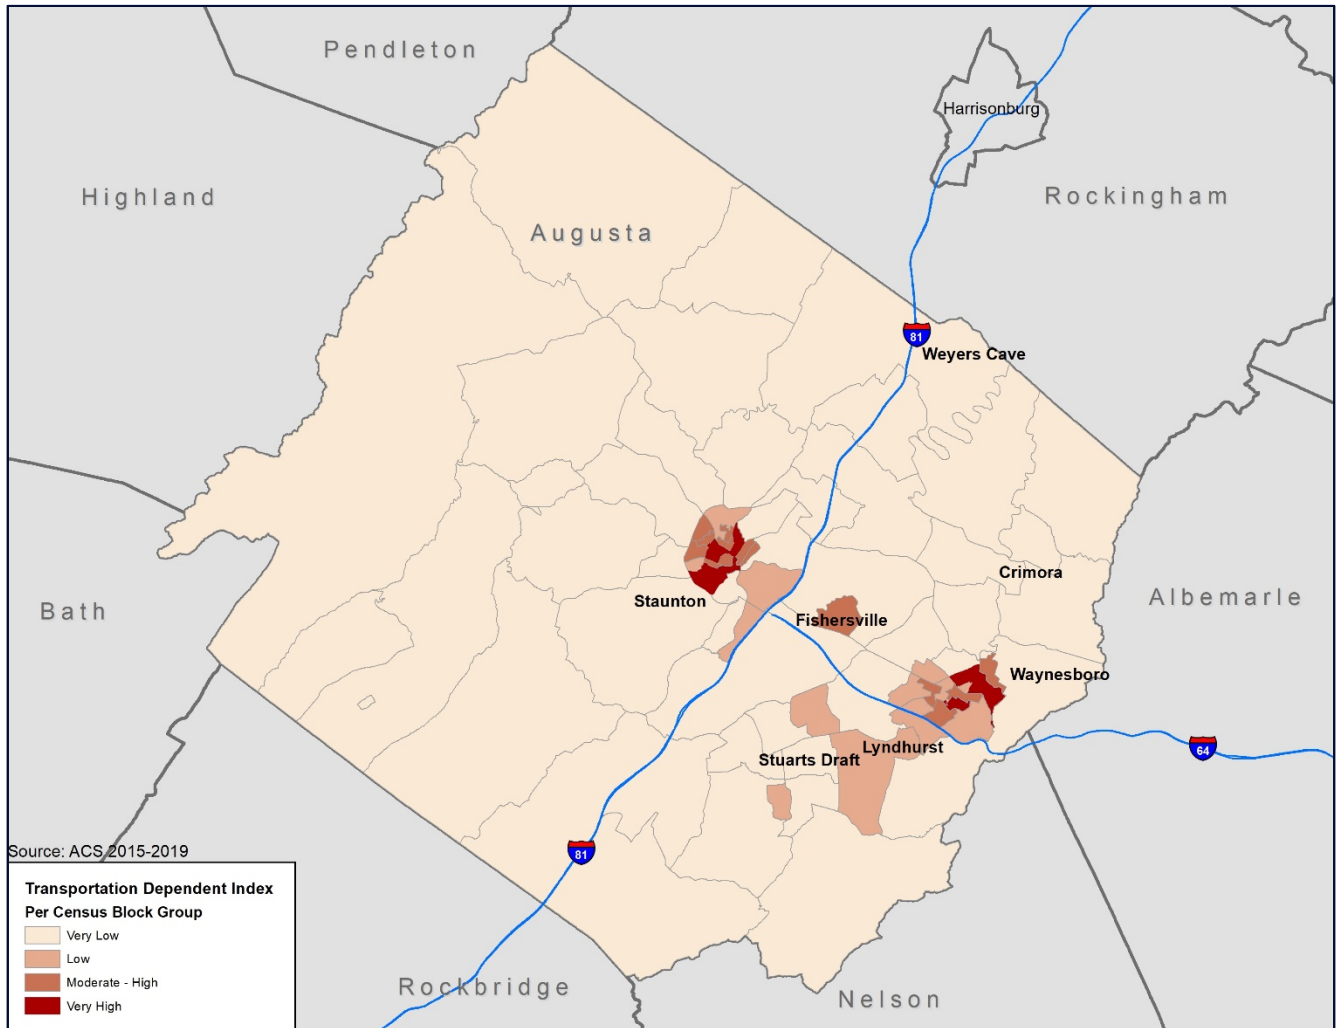 Pendleton
Harrisonburg
Highland
Rockingham
Augusta
81
Weyers Cave
Crimora
Staunton
Albemarle
Bath
Fishersville
Waynesboro
Lyndhurst
64
Stuarts Draft
81
Source: ACS 2015-2019
Transportation Dependent Index
Per Census Block Group
Very Low
Low
Moderate - High
Very High
Rockbridge
Nelson